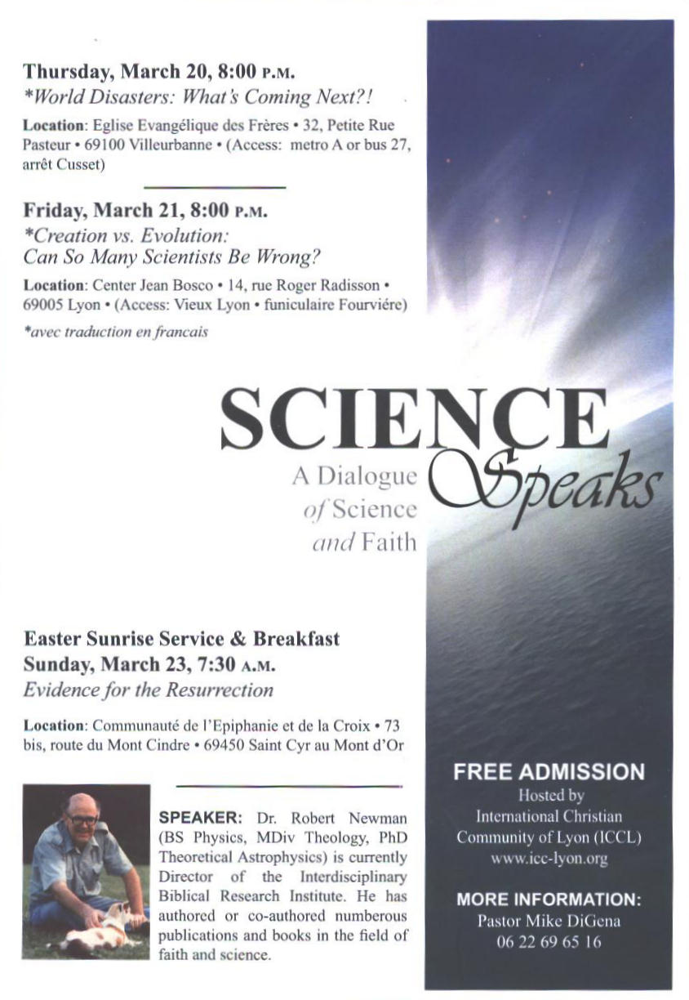 Thursday, March 20, 8:00 P.M.
*World Disasters: What's Coming Next?!
Location: Eglise Evangélique des Frères • 32, Petite Rue
Pasteur • 69100 Villeurbanne • (Access: metro A or bus 27,
arrêt Cusset)
Friday, March 21, 8:00 P.M.
*Creation vs. Evolution:
Can So Many Scientists Be Wrong?
Location: Center Jean Bosco • 14, rue Roger Radisson •
69005 Lyon • (Access: Vieux Lyon • funiculaire Fourviére)
*avec traduction en francais
SCIENCE
Speaks
A Dialogue
of Science
and Faith
Easter Sunrise Service & Breakfast
Sunday, March 23, 7:30 A.M.
Evidence for the Resurrection
Location: Communauté de l'Epiphanie et de la Croix • 73
bis, route du Mont Cindre • 69450 Saint Cyr au Mont d'Or
SPEAKER: Dr. Robert Newman
(BS Physics, MDiv Theology, PhD
Theoretical Astrophysics) is currently
Director of the Interdisciplinary
Biblical Research Institute. He has
authored or co-authored numberous
publications and books in the field of
faith and science.
FREE ADMISSION
Hosted by
International Christian
Community of Lyon (ICCL)
www.icc-lyon.org
MORE INFORMATION:
Pastor Mike DiGena
06 22 69 65 16